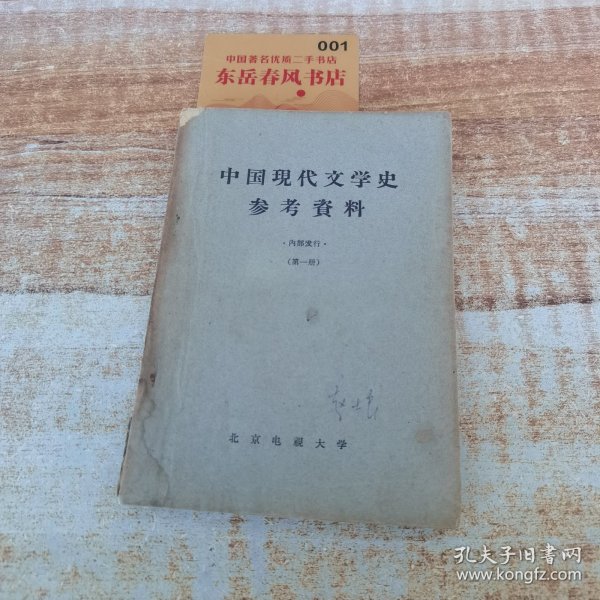 001
中国著名优质二手书店
东岳春风书店
中国現代文学史
参考資料
·内部发行·
（第一册）
北京电视大学
孔夫子旧书网
www.kongfz.com